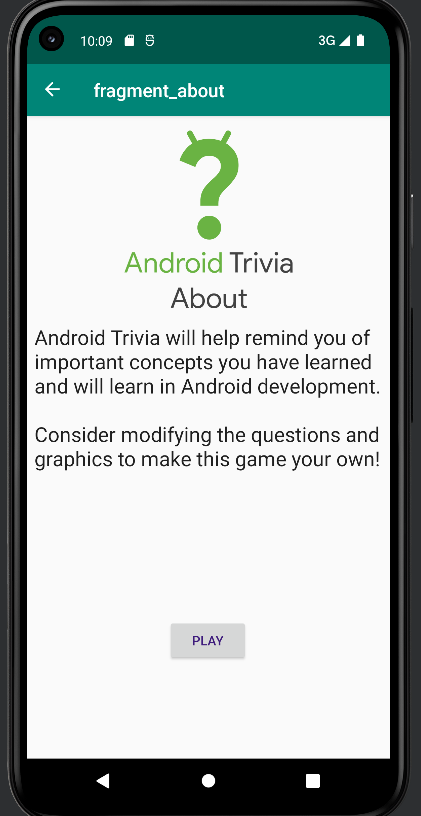 10:09
3G
fragment_about
Android Trivia
About
Android Trivia will help remind you of
important concepts you have learned
and will learn in Android development.
Consider modifying the questions and
graphics to make this game your own!
PLAY